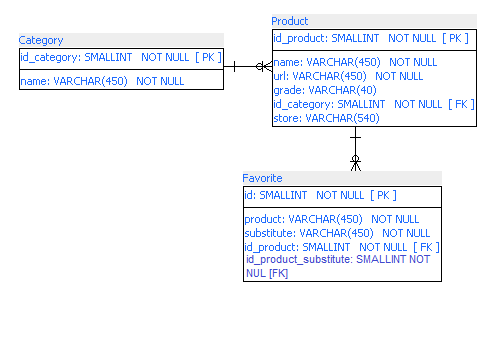 Category
id_category: SMALLINT NOT NULL [ PK ]
name: VARCHAR(450) NOT NULL
Product
id_product: SMALLINT NOT NULL [ PK ]
name: VARCHAR(450) NOT NULL
url: VARCHAR(450) NOT NULL
grade: VARCHAR(40)
id_category: SMALLINT NOT NULL [ FK ]
store: VARCHAR(540)
Favorite
id: SMALLINT NOT NULL [ PK ]
product: VARCHAR(450) NOT NULL
substitute: VARCHAR(450) NOT NULL
id_product: SMALLINT NOT NULL [ FK ]
id_product_substitute: SMALLINT NOT
NUL [FK]